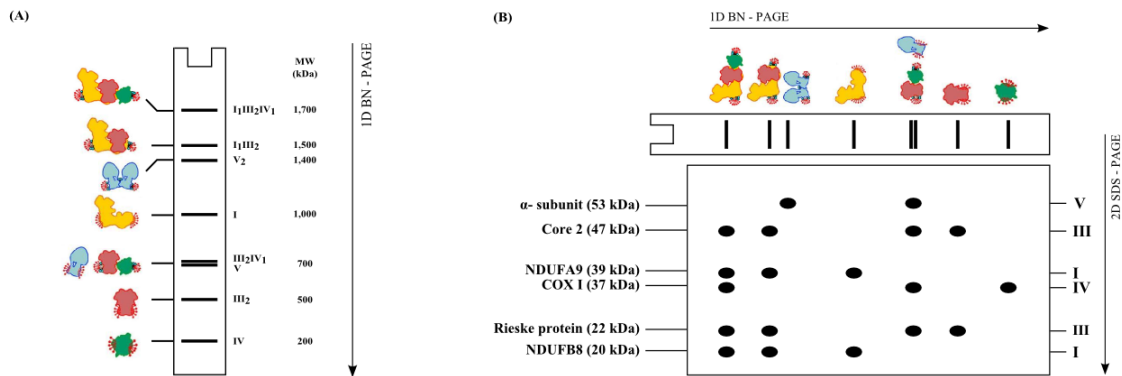 (A)
MW
(kDa)
I₁III₂IV₁ 1,700
I₁III₂ 1,500
V₂ 1,400
I 1,000
III₂IV₁
V 700
III₂ 500
IV 200
1D BN - PAGE
(B)
1D BN - PAGE
α- subunit (53 kDa) V
Core 2 (47 kDa) III
NDUFA9 (39 kDa) I
COX I (37 kDa) IV
Rieske protein (22 kDa) III
NDUFB8 (20 kDa) I
2D SDS - PAGE